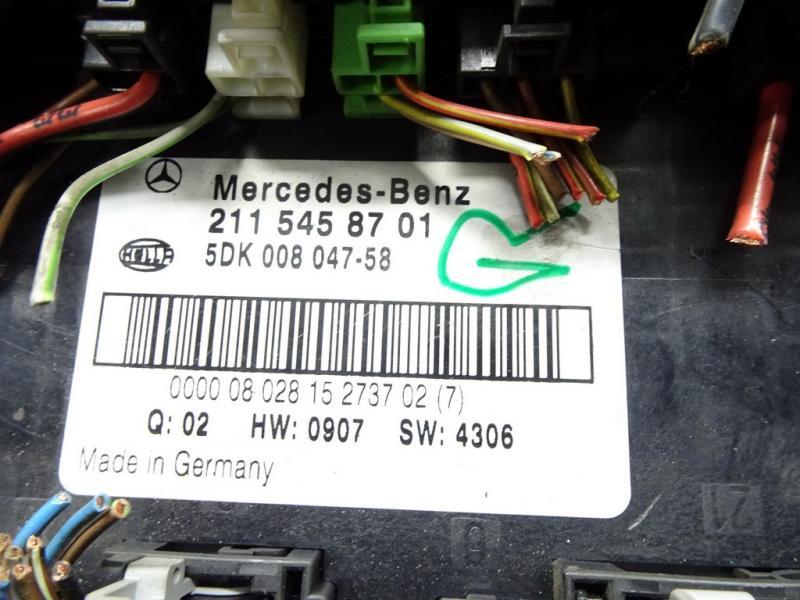 Mercedes-Benz
211 545 87 01
HELLA
5DK 008 047-58
0000 08 028 15 2737 02 (7)
Q: 02 HW: 0907 SW: 4306
Made in Germany
21